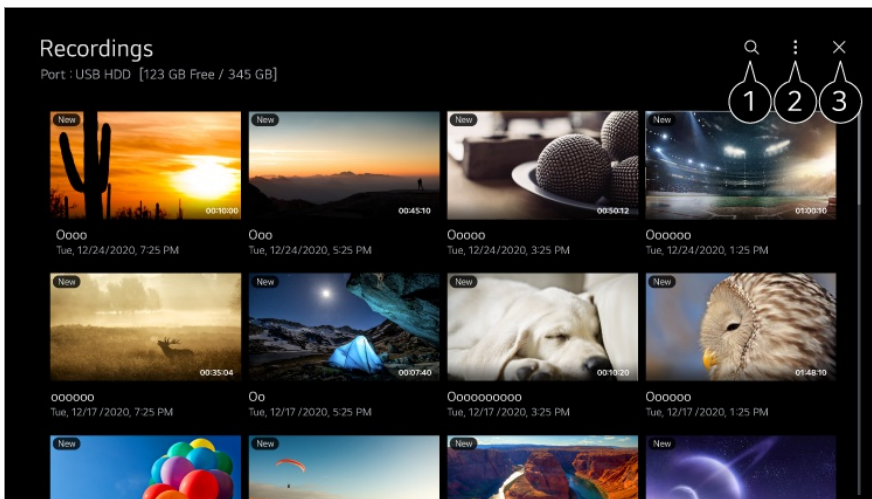 Recordings
Port : USB HDD [123 GB Free / 345 GB]
1 2 3
New New New New
00:10:00 00:45:10 00:50:12 01:00:10
Oooo Ooo Ooooo Oooooo
Tue, 12/24/2020, 7:25 PM Tue, 12/24/2020, 5:25 PM Tue, 12/24/2020, 3:25 PM Tue, 12/24/2020, 1:25 PM
New New New New
00:35:04 00:07:40 00:10:20 01:48:10
oooooo Oo Oooooooooo Oooooo
Tue, 12/17/2020, 7:25 PM Tue, 12/17/2020, 5:25 PM Tue, 12/17/2020, 3:25 PM Tue, 12/17/2020, 1:25 PM
New New New New